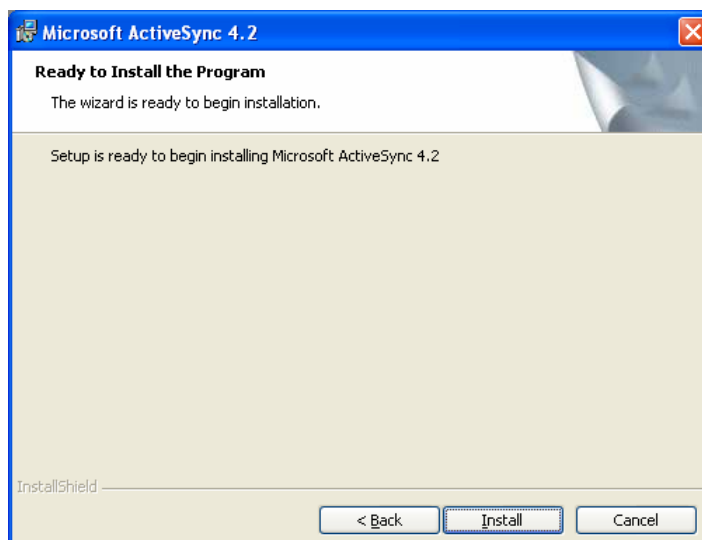 Microsoft ActiveSync 4.2
Ready to Install the Program
The wizard is ready to begin installation.
Setup is ready to begin installing Microsoft ActiveSync 4.2
InstallShield
< Back Install Cancel